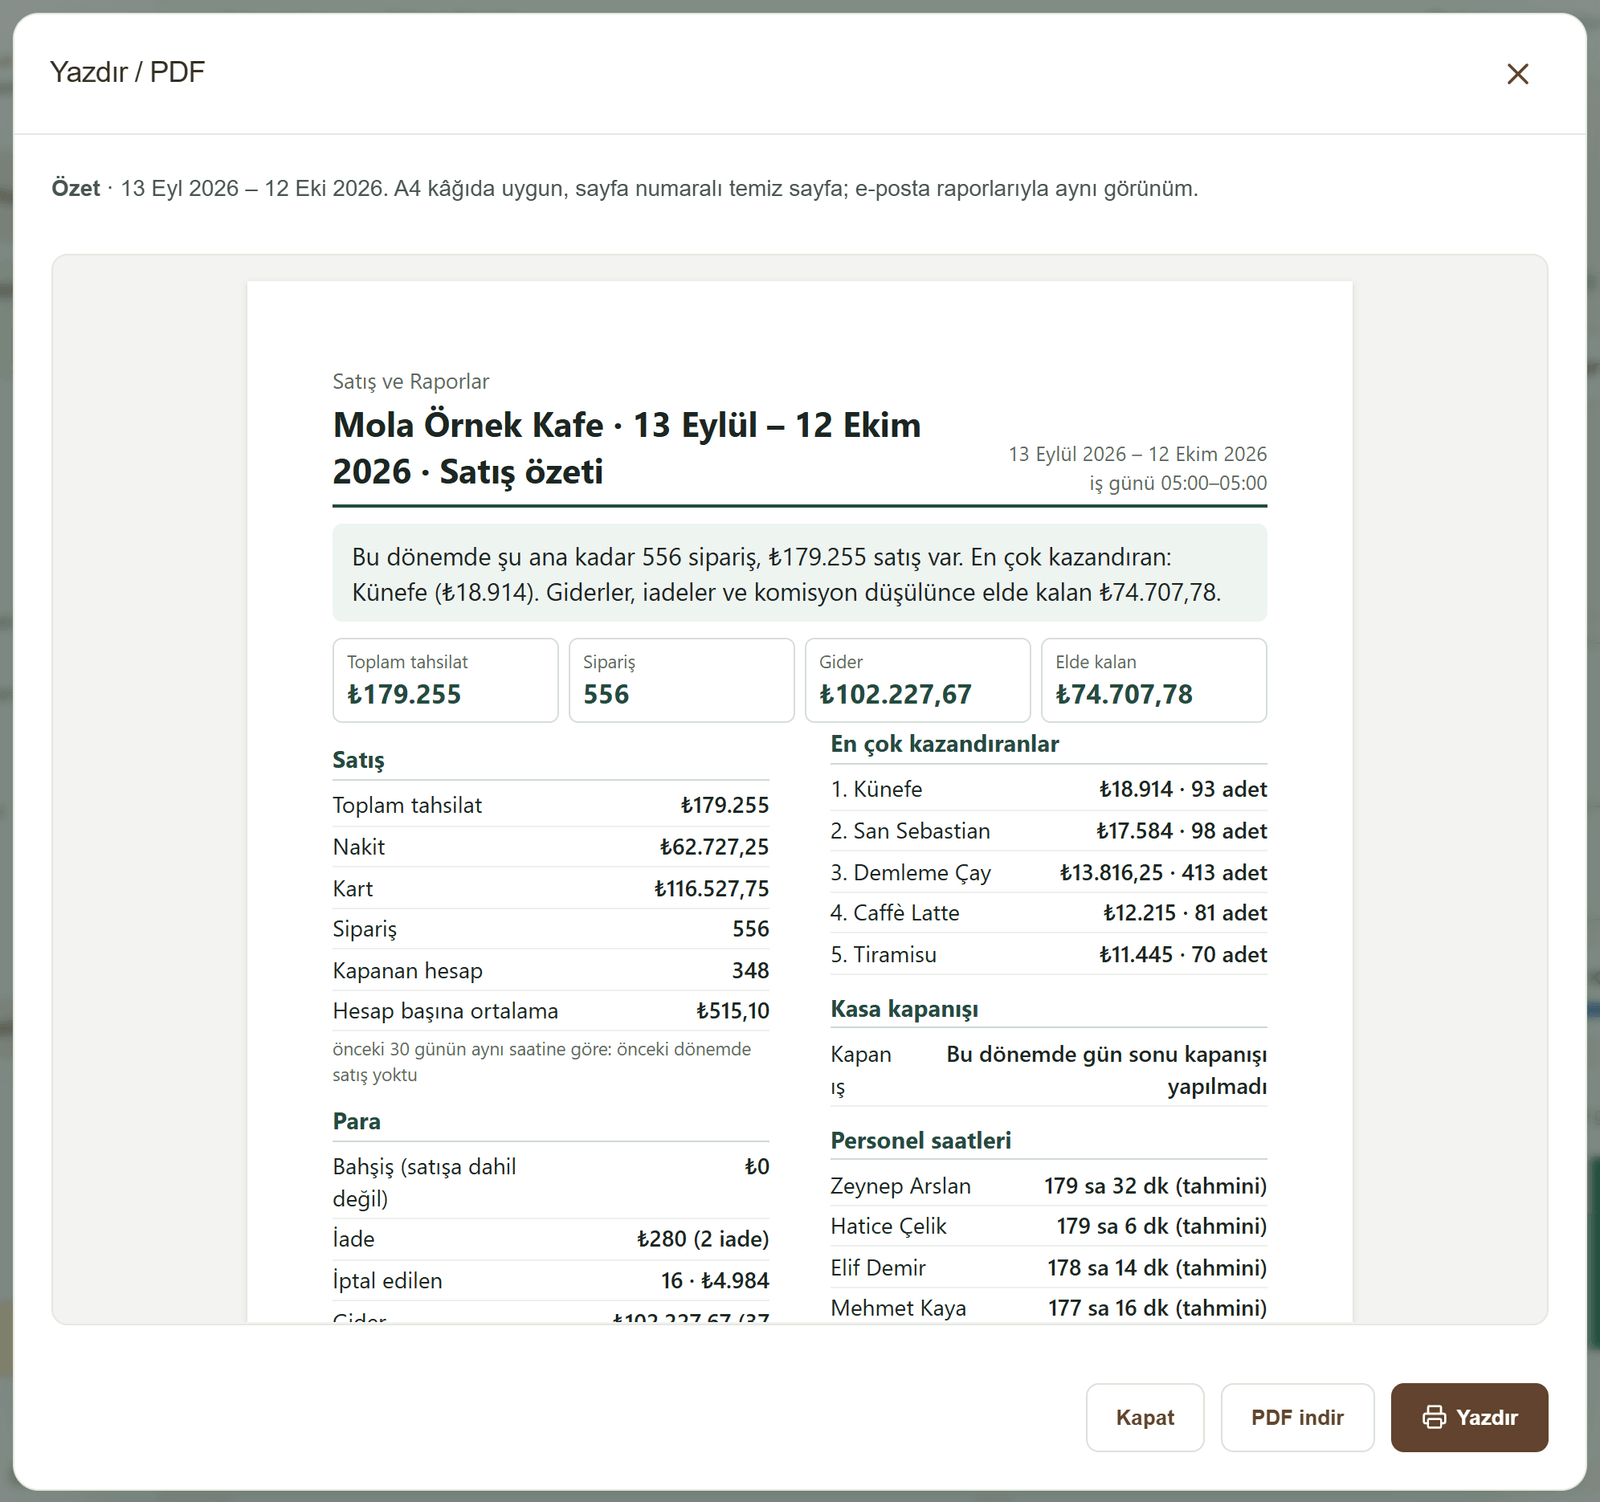 Yazdır / PDF
Özet · 13 Eyl 2026 – 12 Eki 2026. A4 kâğıda uygun, sayfa numaralı temiz sayfa; e-posta raporlarıyla aynı görünüm.
Satış ve Raporlar
Mola Örnek Kafe · 13 Eylül – 12 Ekim
2026 · Satış özeti
13 Eylül 2026 – 12 Ekim 2026
iş günü 05:00–05:00
Bu dönemde şu ana kadar 556 sipariş, ₺179.255 satış var. En çok kazandıran:
Künefe (₺18.914). Giderler, iadeler ve komisyon düşülünce elde kalan ₺74.707,78.
Toplam tahsilat
₺179.255
Sipariş
556
Gider
₺102.227,67
Elde kalan
₺74.707,78
Satış
Toplam tahsilat ₺179.255
Nakit ₺62.727,25
Kart ₺116.527,75
Sipariş 556
Kapanan hesap 348
Hesap başına ortalama ₺515,10
önceki 30 günün aynı saatine göre: önceki dönemde
satış yoktu
Para
Bahşiş (satışa dahil ₺0
değil)
İade ₺280 (2 iade)
İptal edilen 16 · ₺4.984
Gider ₺102.227,67 (37
En çok kazandıranlar
1. Künefe ₺18.914 · 93 adet
2. San Sebastian ₺17.584 · 98 adet
3. Demleme Çay ₺13.816,25 · 413 adet
4. Caffè Latte ₺12.215 · 81 adet
5. Tiramisu ₺11.445 · 70 adet
Kasa kapanışı
Kapan Bu dönemde gün sonu kapanışı
ış yapılmadı
Personel saatleri
Zeynep Arslan 179 sa 32 dk (tahmini)
Hatice Çelik 179 sa 6 dk (tahmini)
Elif Demir 178 sa 14 dk (tahmini)
Mehmet Kaya 177 sa 16 dk (tahmini)
Kapat
PDF indir
Yazdır